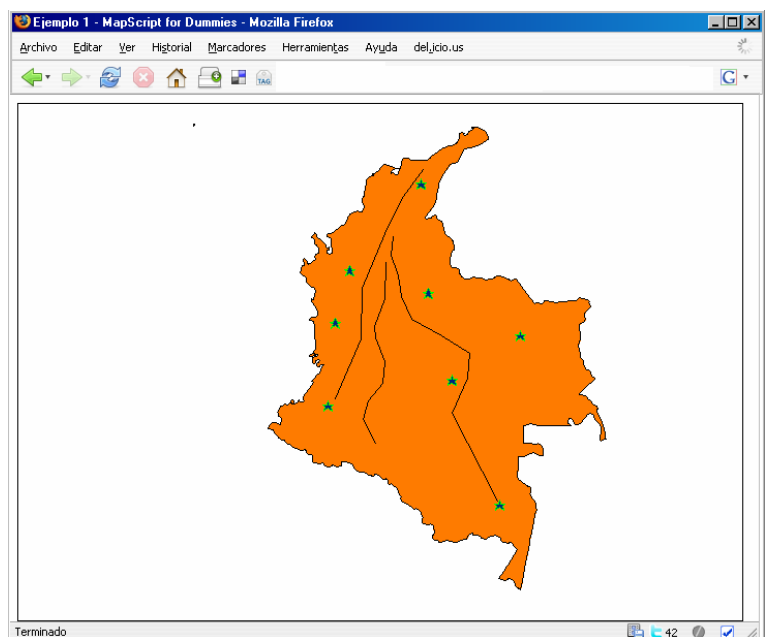 Ejemplo 1 - MapScript for Dummies - Mozilla Firefox
Archivo Editar Ver Historial Marcadores Herramientas Ayuda del.icio.us
TAG G
Terminado 42